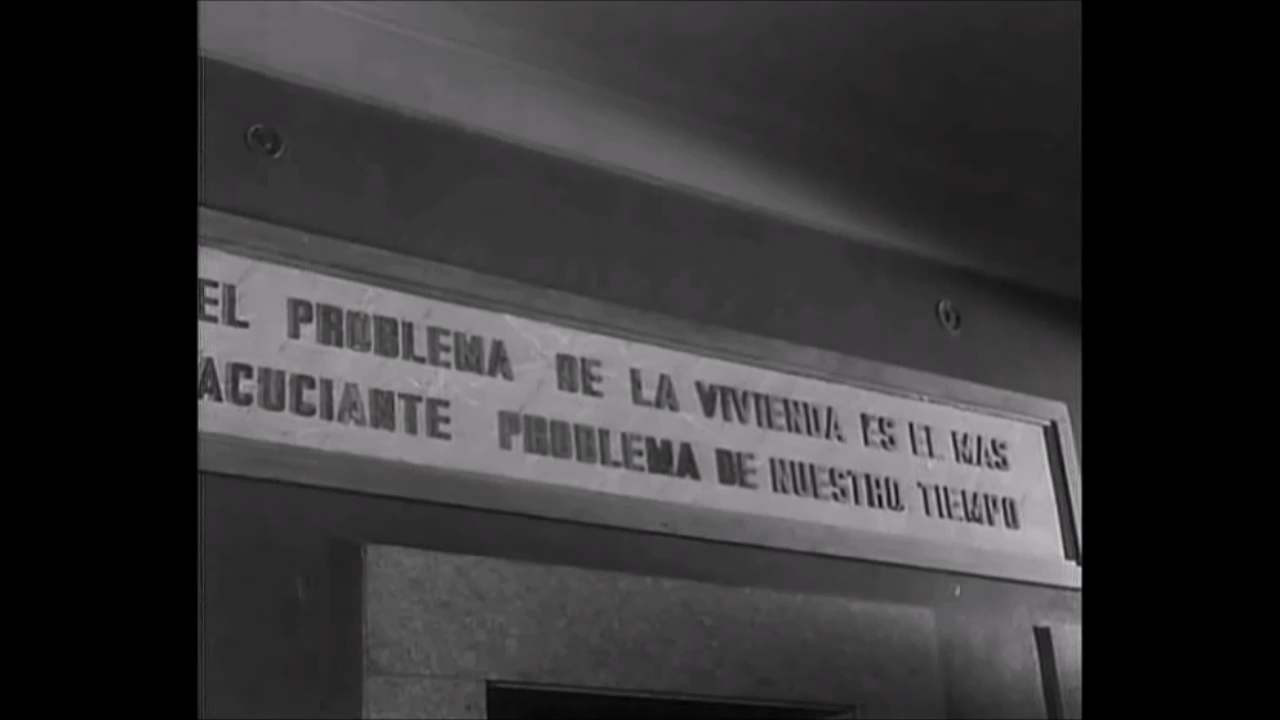 EL PROBLEMA DE LA VIVIENDA ES EL MAS
ACUCIANTE PROBLEMA DE NUESTRO TIEMPO